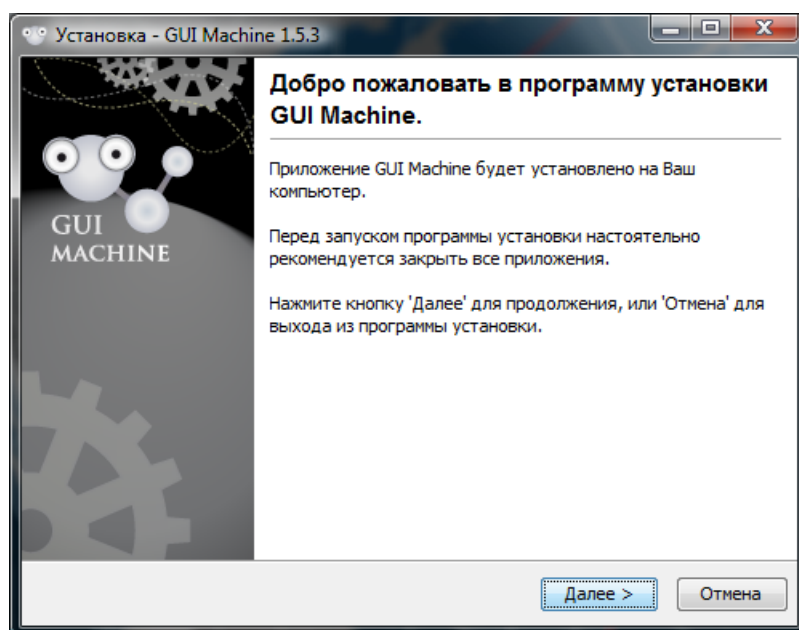 Установка - GUI Machine 1.5.3
Добро пожаловать в программу установки
GUI Machine.
Приложение GUI Machine будет установлено на Ваш
компьютер.
Перед запуском программы установки настоятельно
рекомендуется закрыть все приложения.
Нажмите кнопку 'Далее' для продолжения, или 'Отмена' для
выхода из программы установки.
GUI
MACHINE
Далее >
Отмена